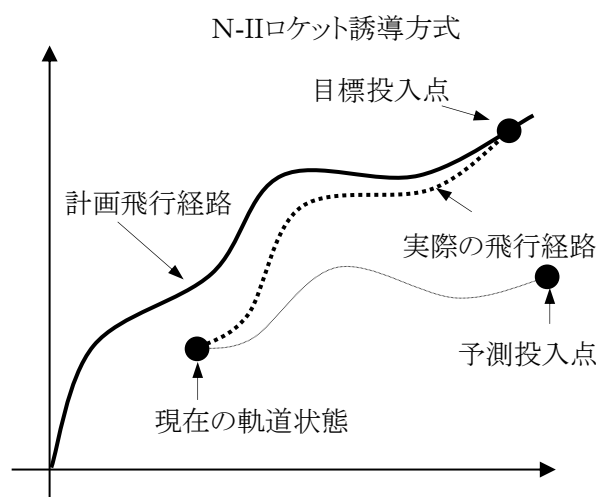 N-IIロケット誘導方式
目標投入点
計画飛行経路
実際の飛行経路
予測投入点
現在の軌道状態